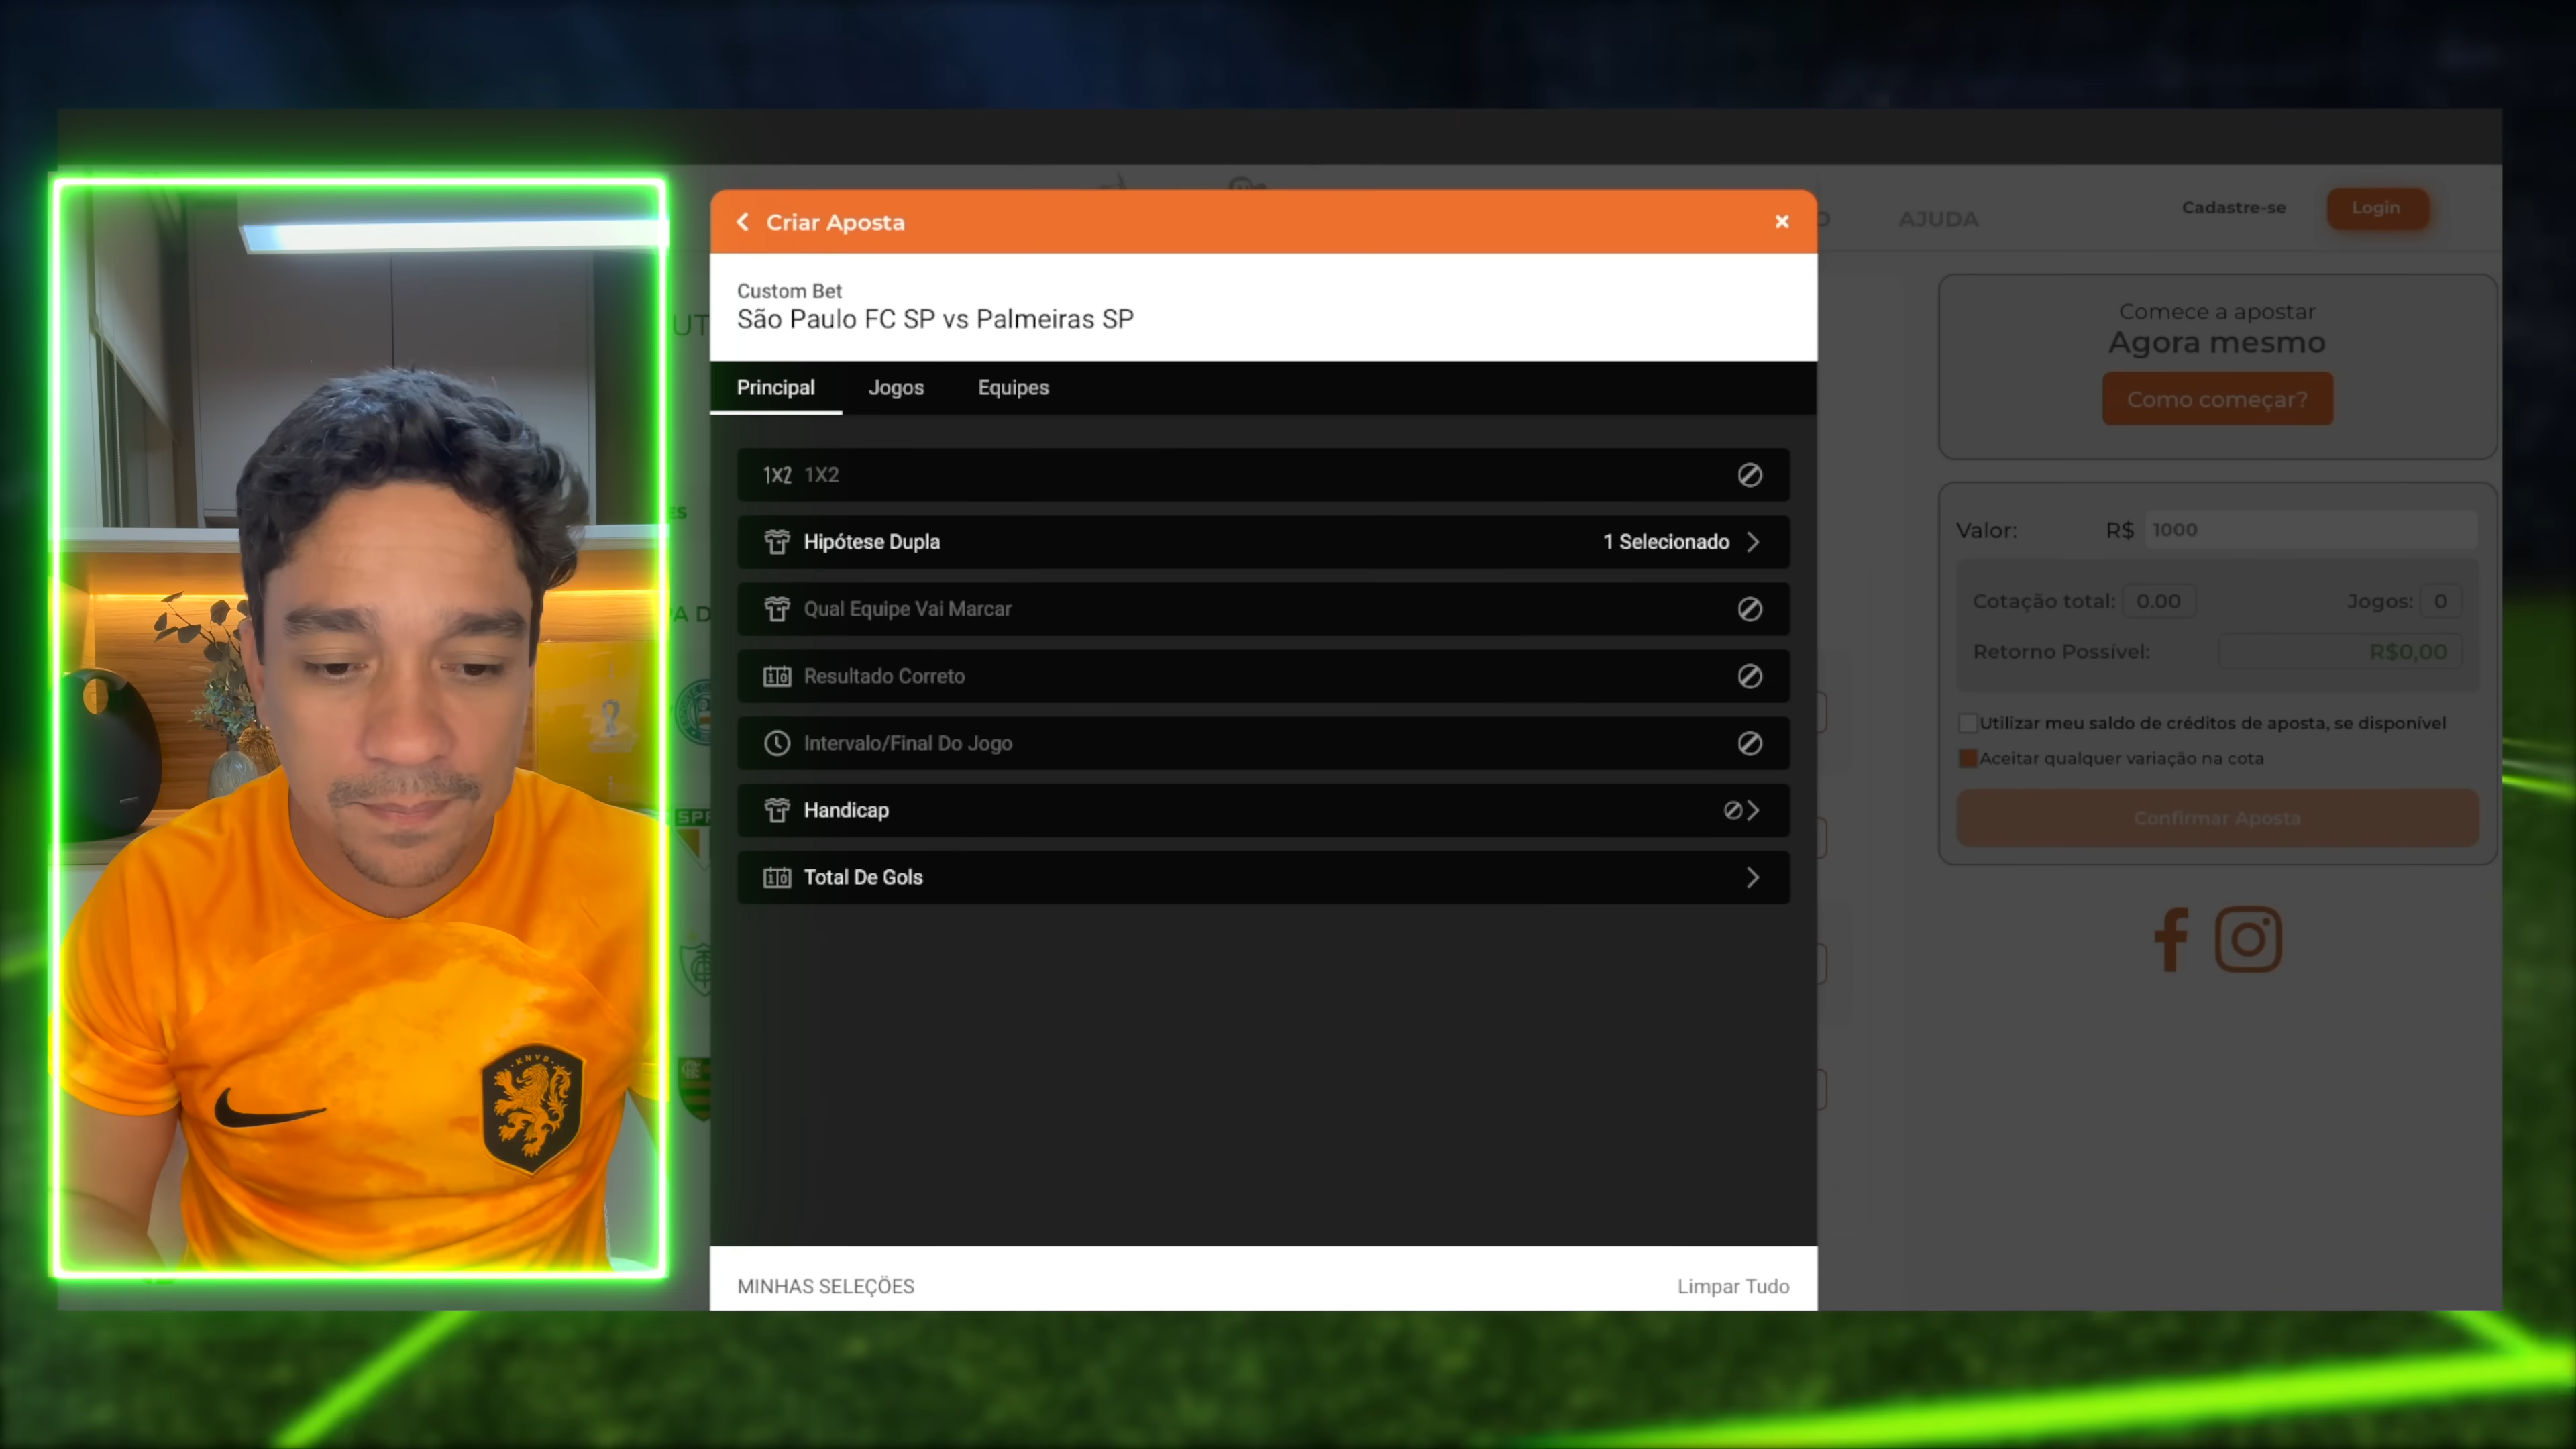 Criar Aposta
Custom Bet
São Paulo FC SP vs Palmeiras SP
Principal
Jogos
Equipes
1X2 1X2
Hipótese Dupla
1 Selecionado
Qual Equipe Vai Marcar
Resultado Correto
Intervalo/Final Do Jogo
Handicap
Total De Gols
MINHAS SELEÇÕES
Limpar Tudo
AJUDA
Cadastre-se
Login
Comece a apostar
Agora mesmo
Como começar?
Valor: R$ 1000
Cotação total: 0.00
Jogos: 0
Retorno Possível: R$0,00
Utilizar meu saldo de créditos de aposta, se disponível
Aceitar qualquer variação na cota
Confirmar Aposta
KNVB